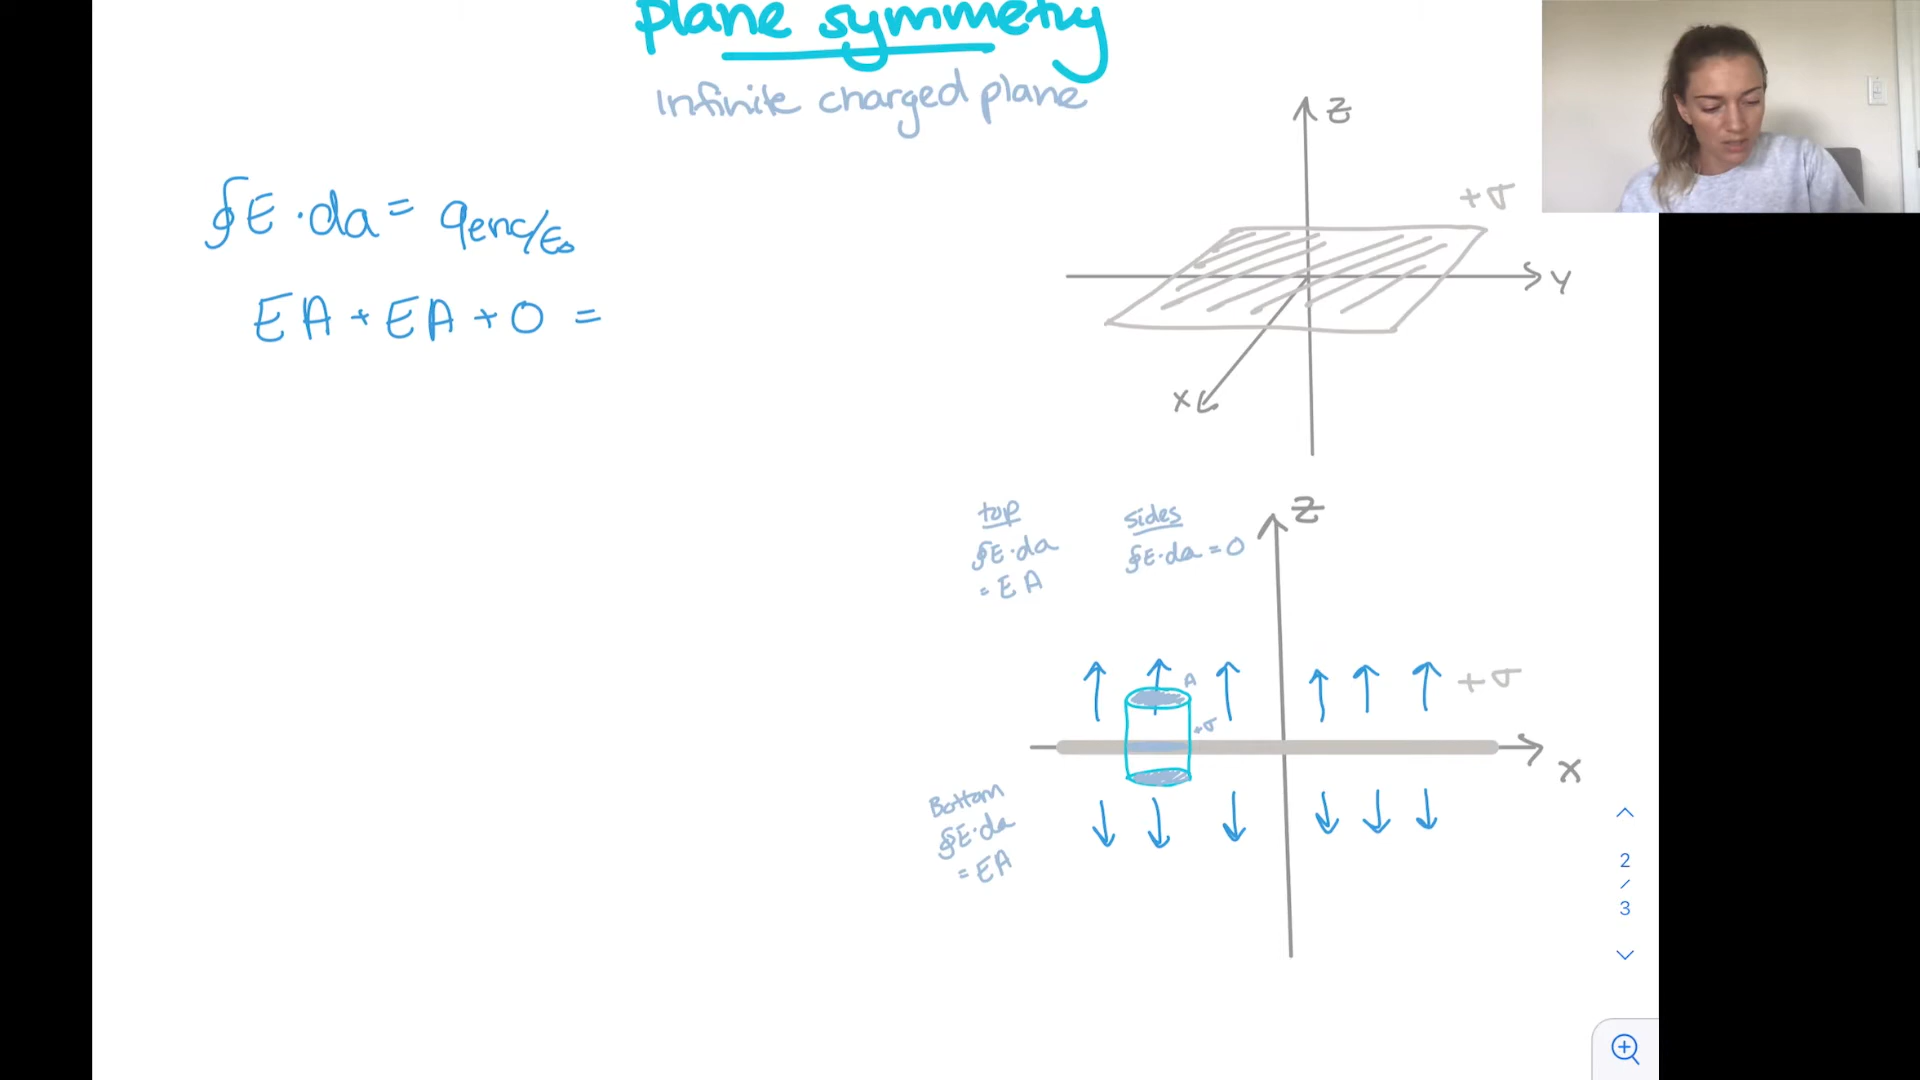 plane symmetry
Infinite charged plane
z
+σ
∮E·da = qenc/ε₀
y
EA + EA + 0 =
x
z
top
∮E·da
= EA
sides
∮E·da = 0
A
+σ
+σ
x
Bottom
∮E·da
= EA
2
/
3